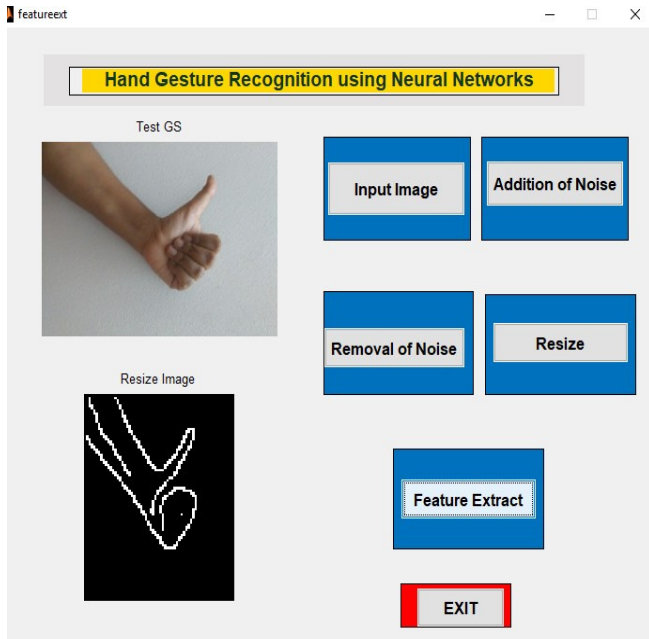 featureext
Hand Gesture Recognition using Neural Networks
Test GS
Input Image
Addition of Noise
Removal of Noise
Resize
Resize Image
Feature Extract
EXIT